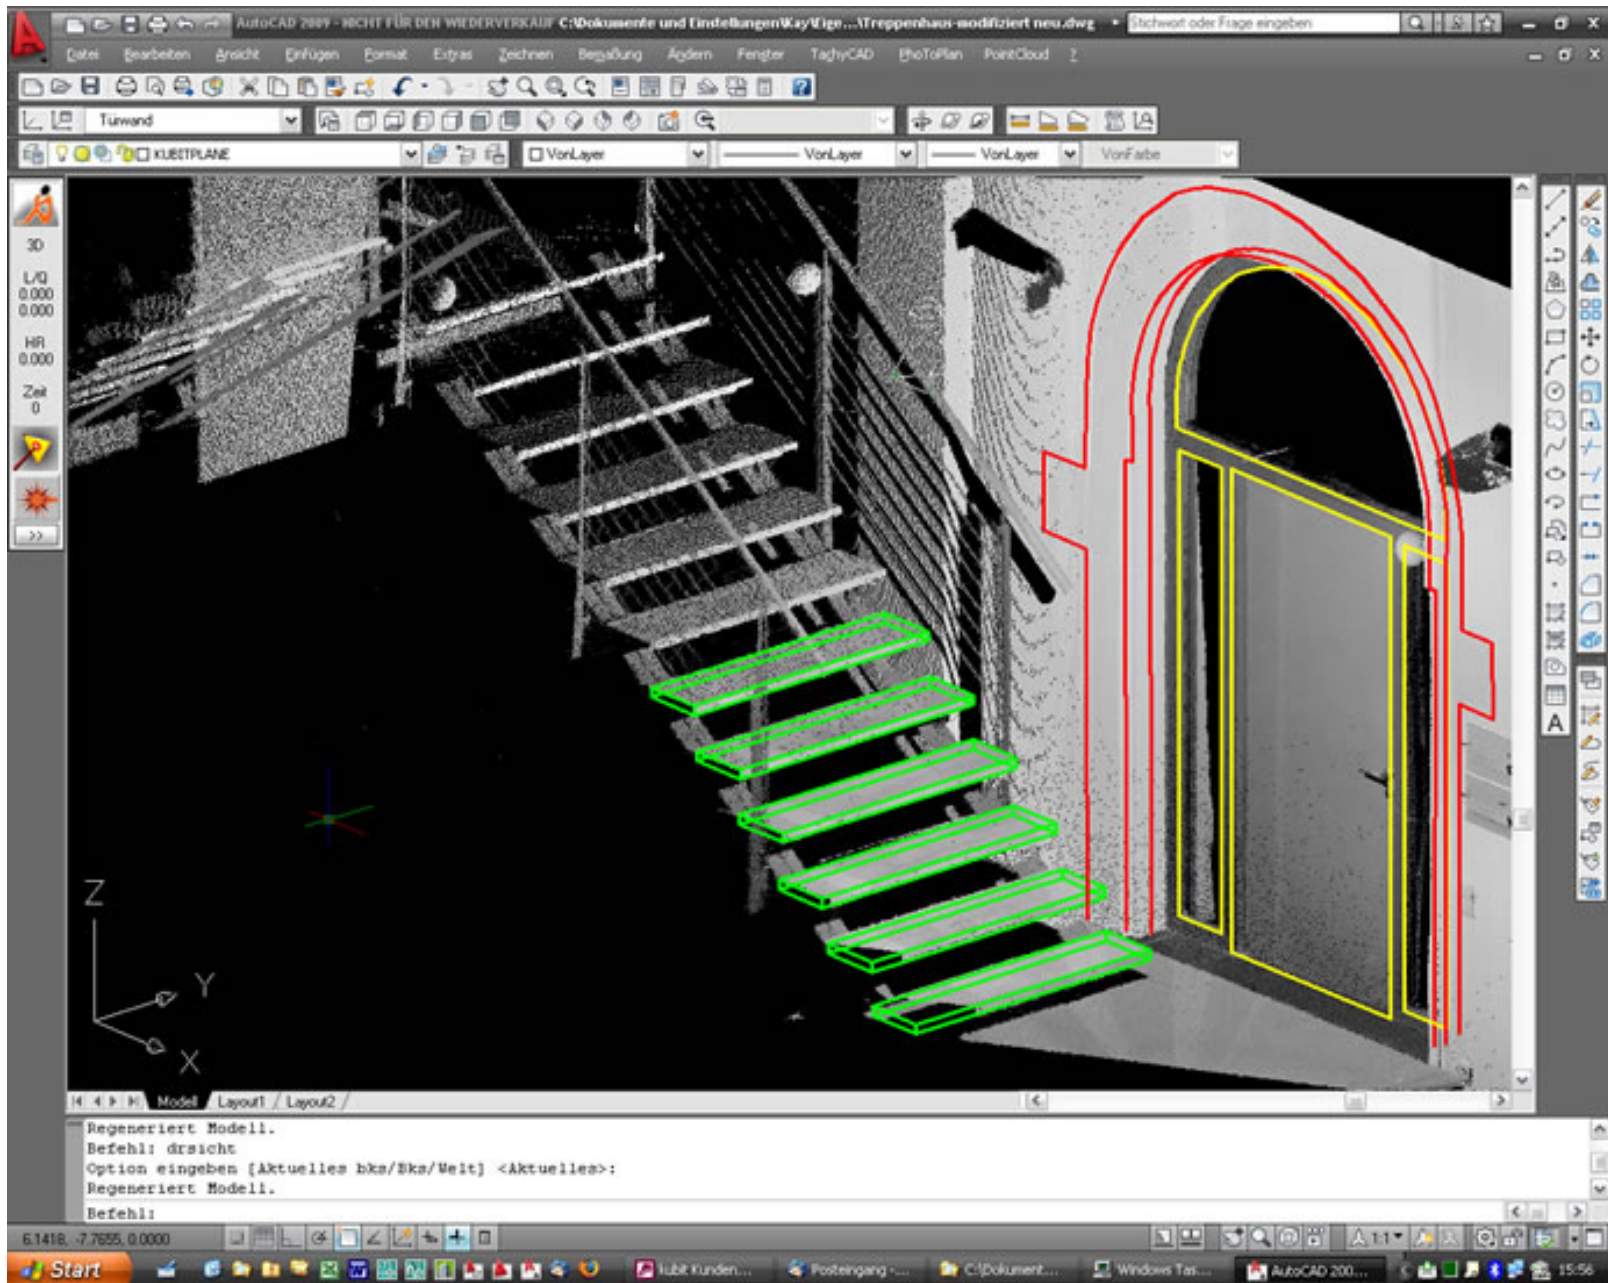 AutoCAD 2009 - NICHT FÜR DEN WIEDERVERKAUF C:\Dokumente und Einstellungen\Kay\Eige...\Treppenhaus-modifiziert neu.dwg
Stichwort oder Frage eingeben
Datei Bearbeiten Ansicht Einfügen Format Extras Zeichnen Bemaßung Ändern Fenster TachyCAD PhoToPlan PointCloud ?
Türwand
KUBITPLANE VonLayer VonLayer VonLayer VonFarbe
3D
L/Q
0.000
0.000
HR
0.000
Zeit
0
>>
A
Z
Y
X
Modell Layout1 Layout2
Regeneriert Modell.
Befehl: drsicht
Option eingeben [Aktuelles bks/Bks/Welt] <Aktuelles>:
Regeneriert Modell.
Befehl:
6.1418, -7.7655, 0.0000
1:1
Start
kubit Kunden...
Posteingang -...
C:\Dokument...
Windows Tas...
AutoCAD 200...
15:56